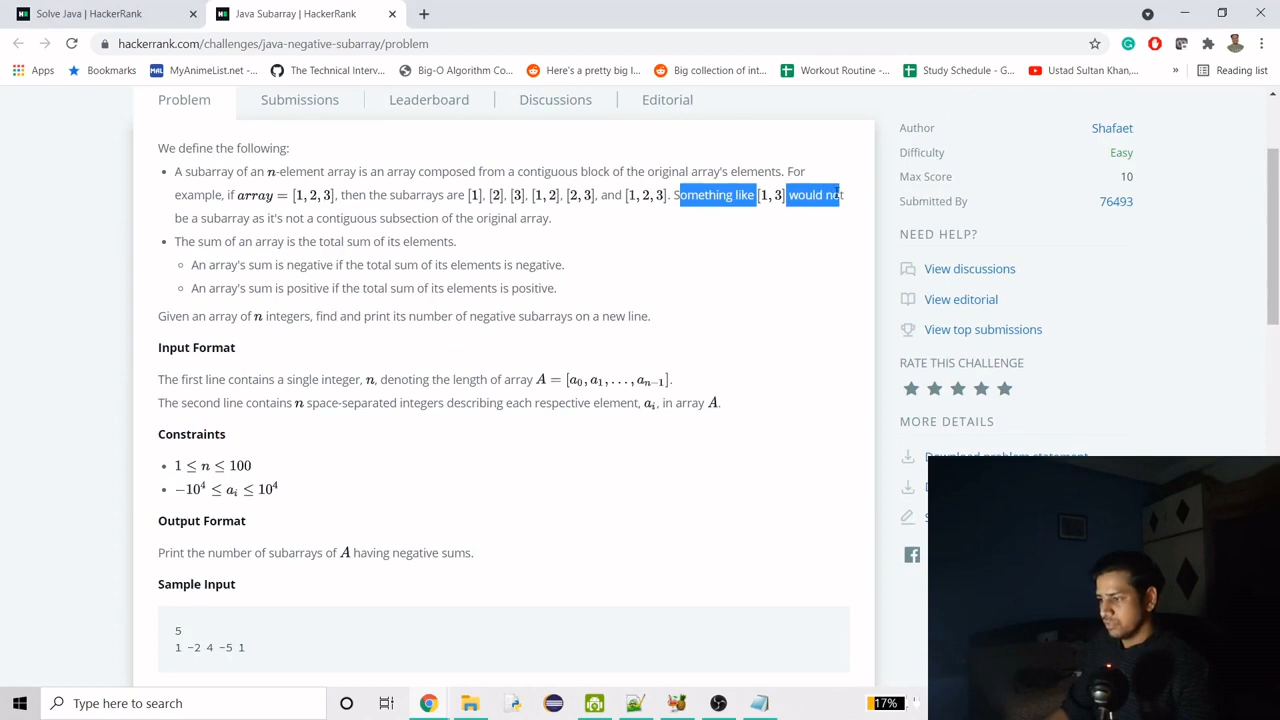 Solve Java | HackerRank
Java Subarray | HackerRank
hackerrank.com/challenges/java-negative-subarray/problem
Apps
Bookmarks
MyAnimeList.net -...
The Technical Interv...
Big-O Algorithm Co...
Here's a pretty big l...
Big collection of int...
Workout Routine -...
Study Schedule - G...
Ustad Sultan Khan,...
»
Reading list
Problem
Submissions
Leaderboard
Discussions
Editorial
We define the following:
• A subarray of an n-element array is an array composed from a contiguous block of the original array's elements. For
example, if array = [1, 2, 3], then the subarrays are [1], [2], [3], [1, 2], [2, 3], and [1, 2, 3]. Something like [1, 3] would not
be a subarray as it's not a contiguous subsection of the original array.
• The sum of an array is the total sum of its elements.
◦ An array's sum is negative if the total sum of its elements is negative.
◦ An array's sum is positive if the total sum of its elements is positive.
Given an array of n integers, find and print its number of negative subarrays on a new line.
Input Format
The first line contains a single integer, n, denoting the length of array A = [a₀, a₁, . . . , aₙ₋₁].
The second line contains n space-separated integers describing each respective element, aᵢ, in array A.
Constraints
• 1 ≤ n ≤ 100
• −10⁴ ≤ aᵢ ≤ 10⁴
Output Format
Print the number of subarrays of A having negative sums.
Sample Input
5
1 -2 4 -5 1
Author
Shafaet
Difficulty
Easy
Max Score
10
Submitted By
76493
NEED HELP?
View discussions
View editorial
View top submissions
RATE THIS CHALLENGE
MORE DETAILS
Download problem statement
Type here to search
17%